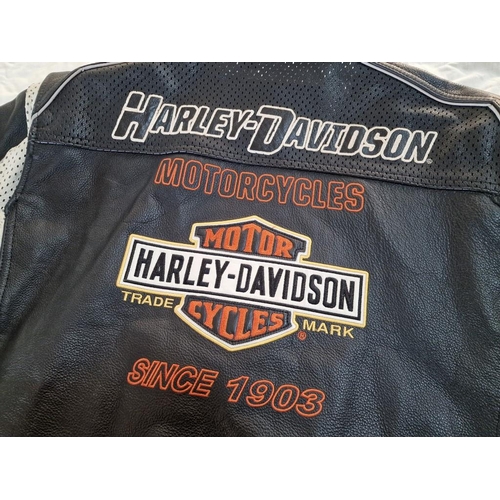 HARLEY-DAVIDSON®
MOTORCYCLES
MOTOR
HARLEY-DAVIDSON
TRADE MARK
CYCLES®
SINCE 1903